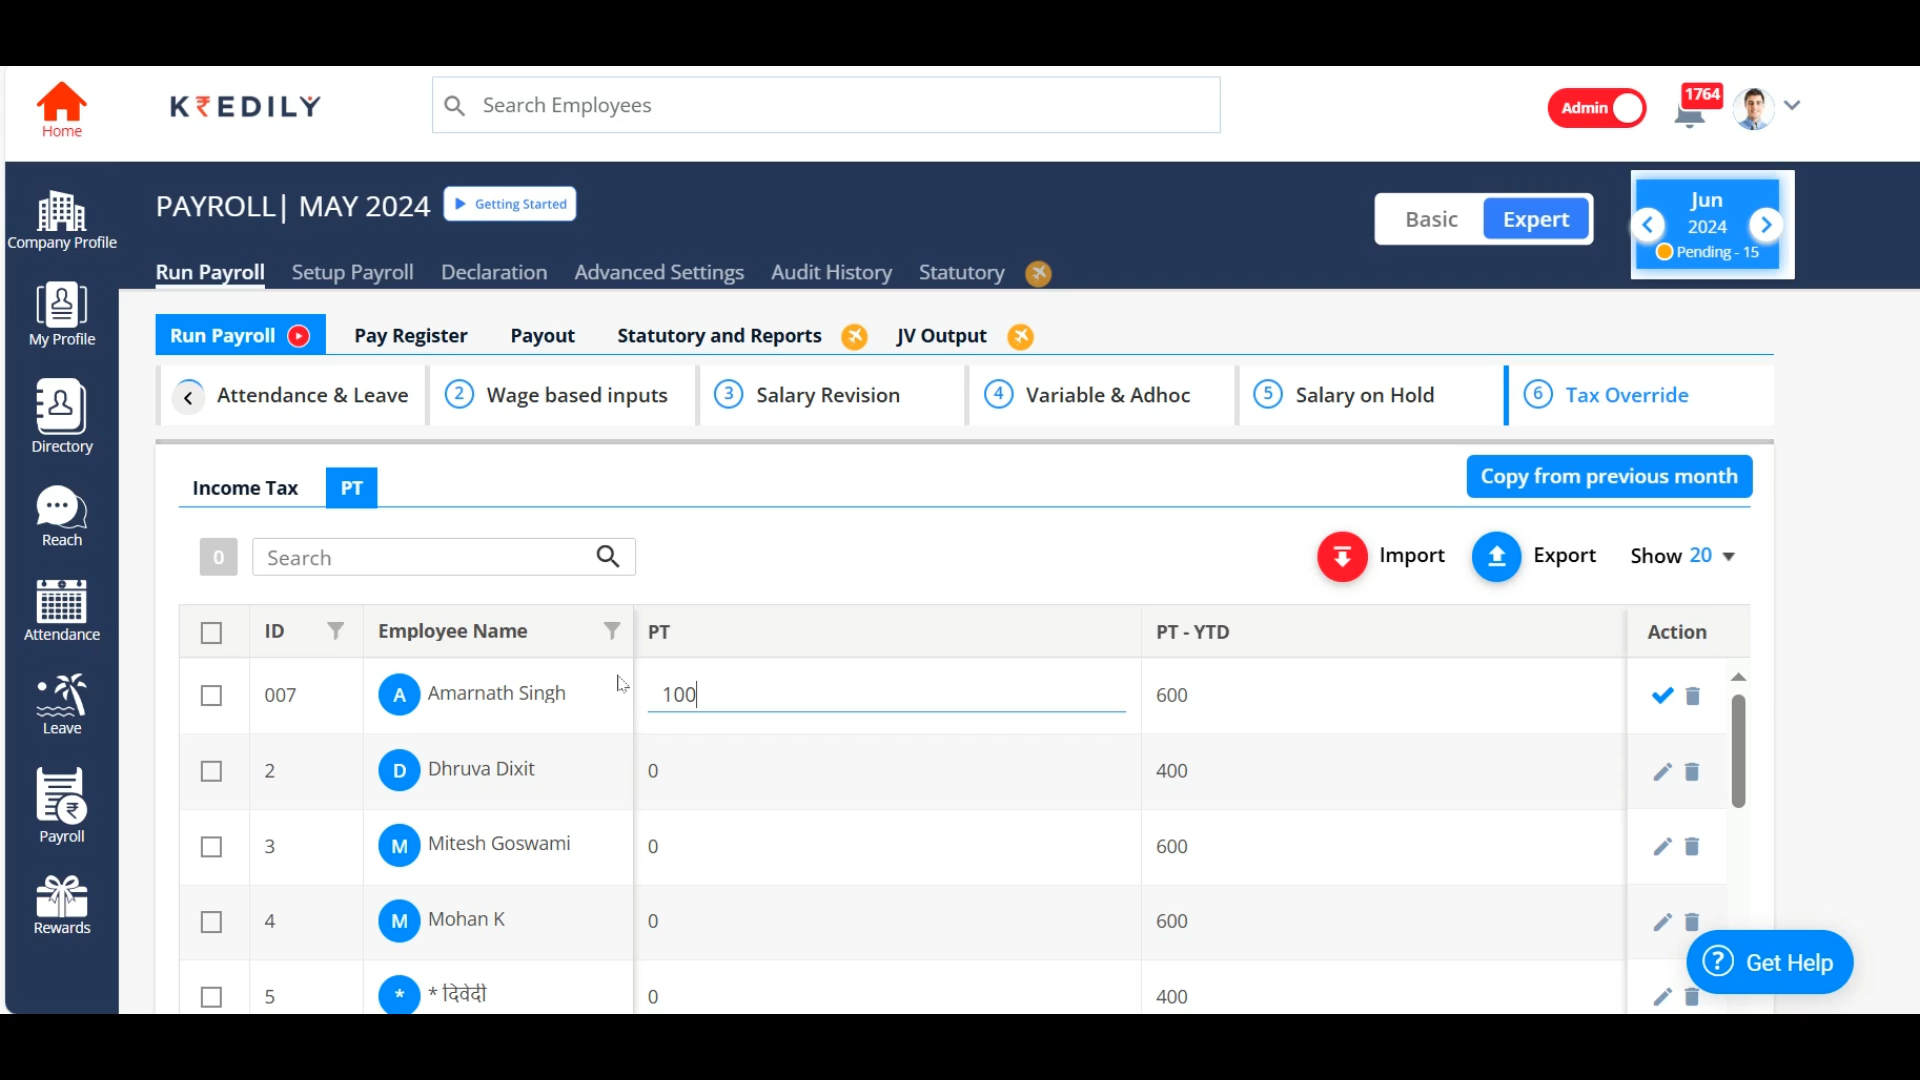 Home
KREDILY
Search Employees
Admin
1764
Company Profile
My Profile
Directory
Reach
Attendance
Leave
Payroll
Rewards
PAYROLL| MAY 2024
Getting Started
Basic
Expert
Jun
2024
Pending - 15
Run Payroll
Setup Payroll
Declaration
Advanced Settings
Audit History
Statutory
Run Payroll
Pay Register
Payout
Statutory and Reports
JV Output
Attendance & Leave
2 Wage based inputs
3 Salary Revision
4 Variable & Adhoc
5 Salary on Hold
6 Tax Override
Income Tax
PT
Copy from previous month
0
Search
Import
Export
Show 20
ID
Employee Name
PT
PT - YTD
Action
007 A Amarnath Singh 100 600
2 D Dhruva Dixit 0 400
3 M Mitesh Goswami 0 600
4 M Mohan K 0 600
5 * * दिवेदी 0 400
? Get Help